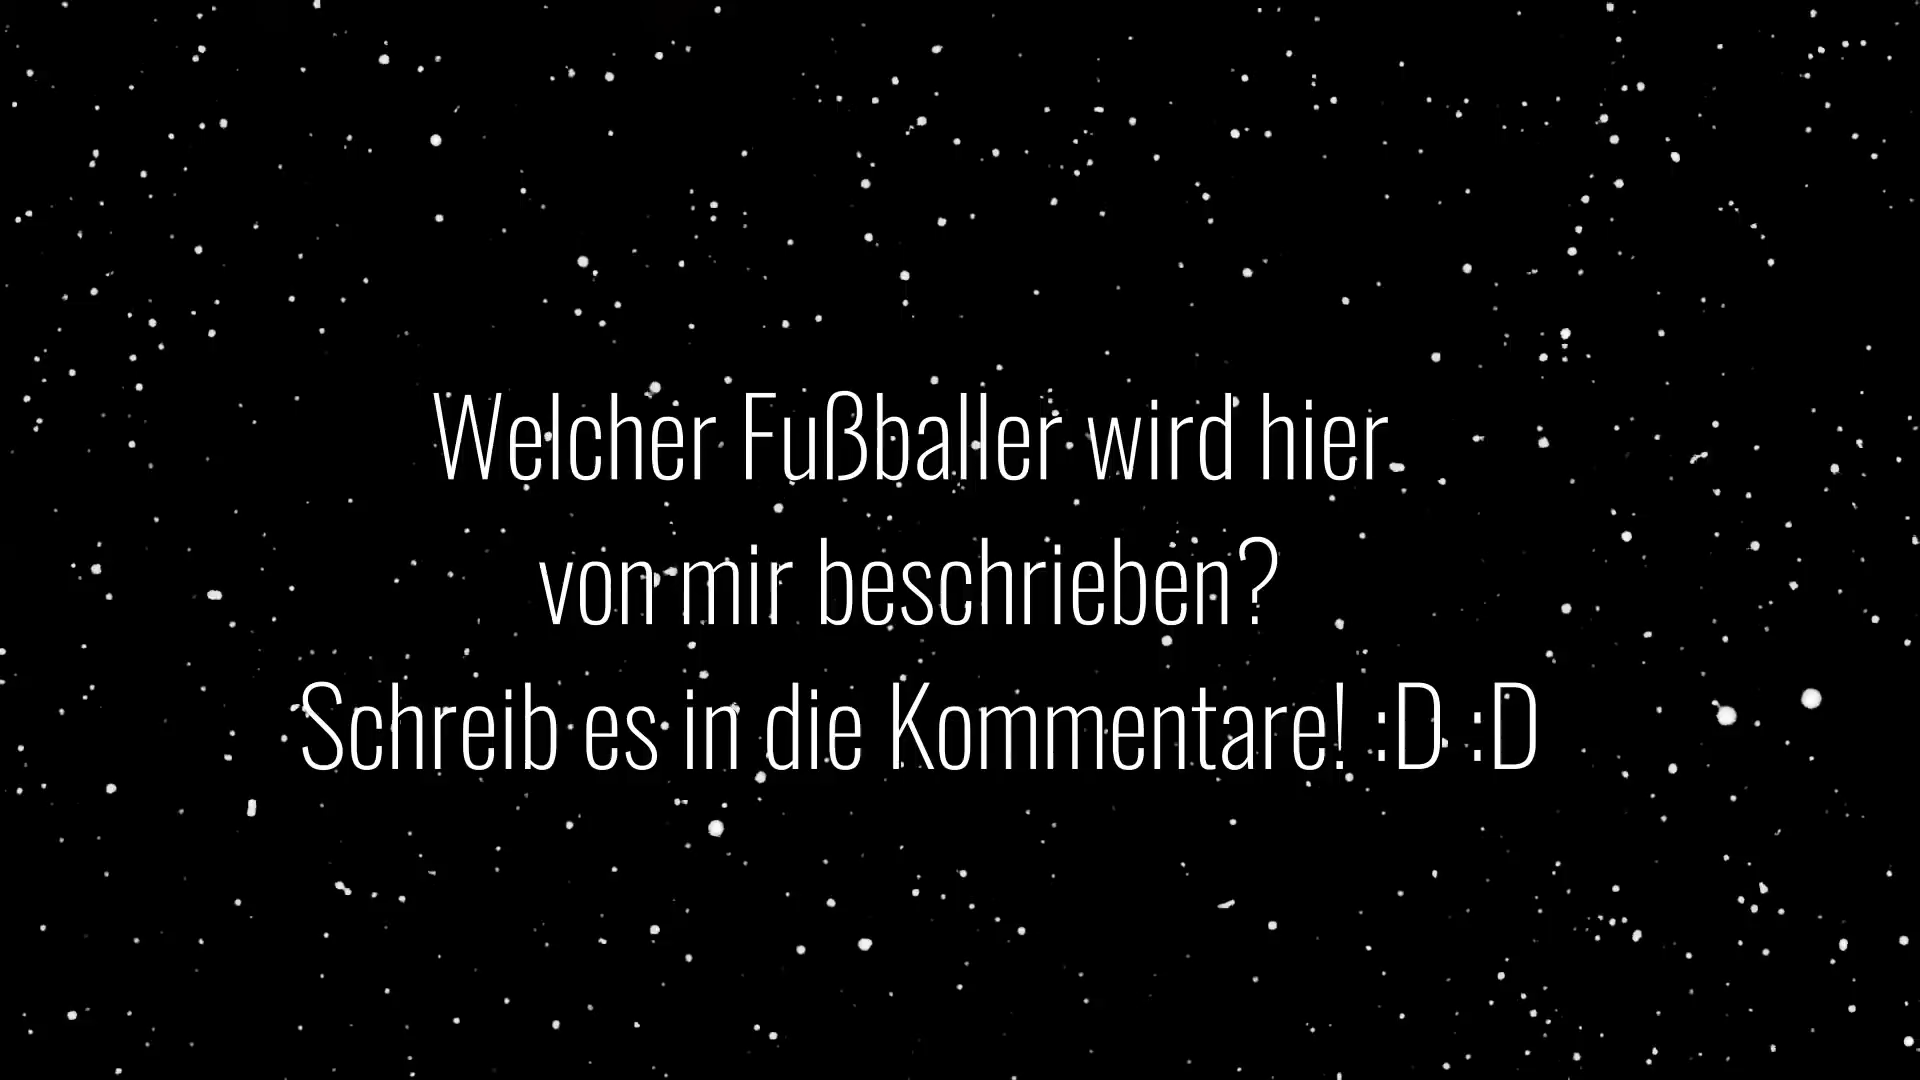 Welcher Fußballer wird hier
von mir beschrieben?
Schreib es in die Kommentare! :D :D